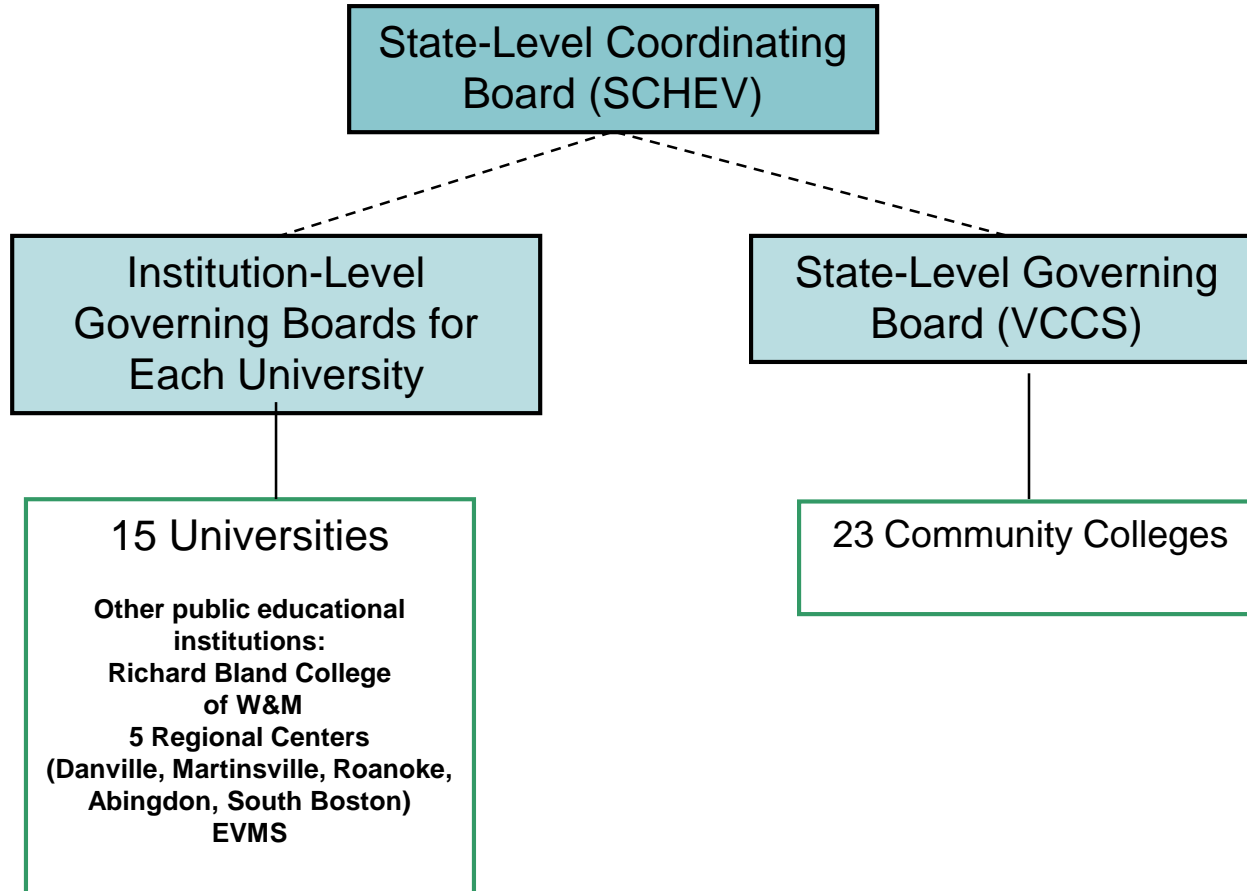 State-Level Coordinating
Board (SCHEV)
Institution-Level
Governing Boards for
Each University
State-Level Governing
Board (VCCS)
15 Universities
Other public educational
institutions:
Richard Bland College
of W&M
5 Regional Centers
(Danville, Martinsville, Roanoke,
Abingdon, South Boston)
EVMS
23 Community Colleges